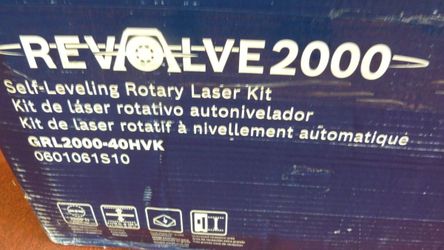 REVOLVE2000
Self-Leveling Rotary Laser Kit
Kit de láser rotativo autonivelador
Kit de laser rotatif à nivellement automatique
GRL2000-40HVK
0601061S10